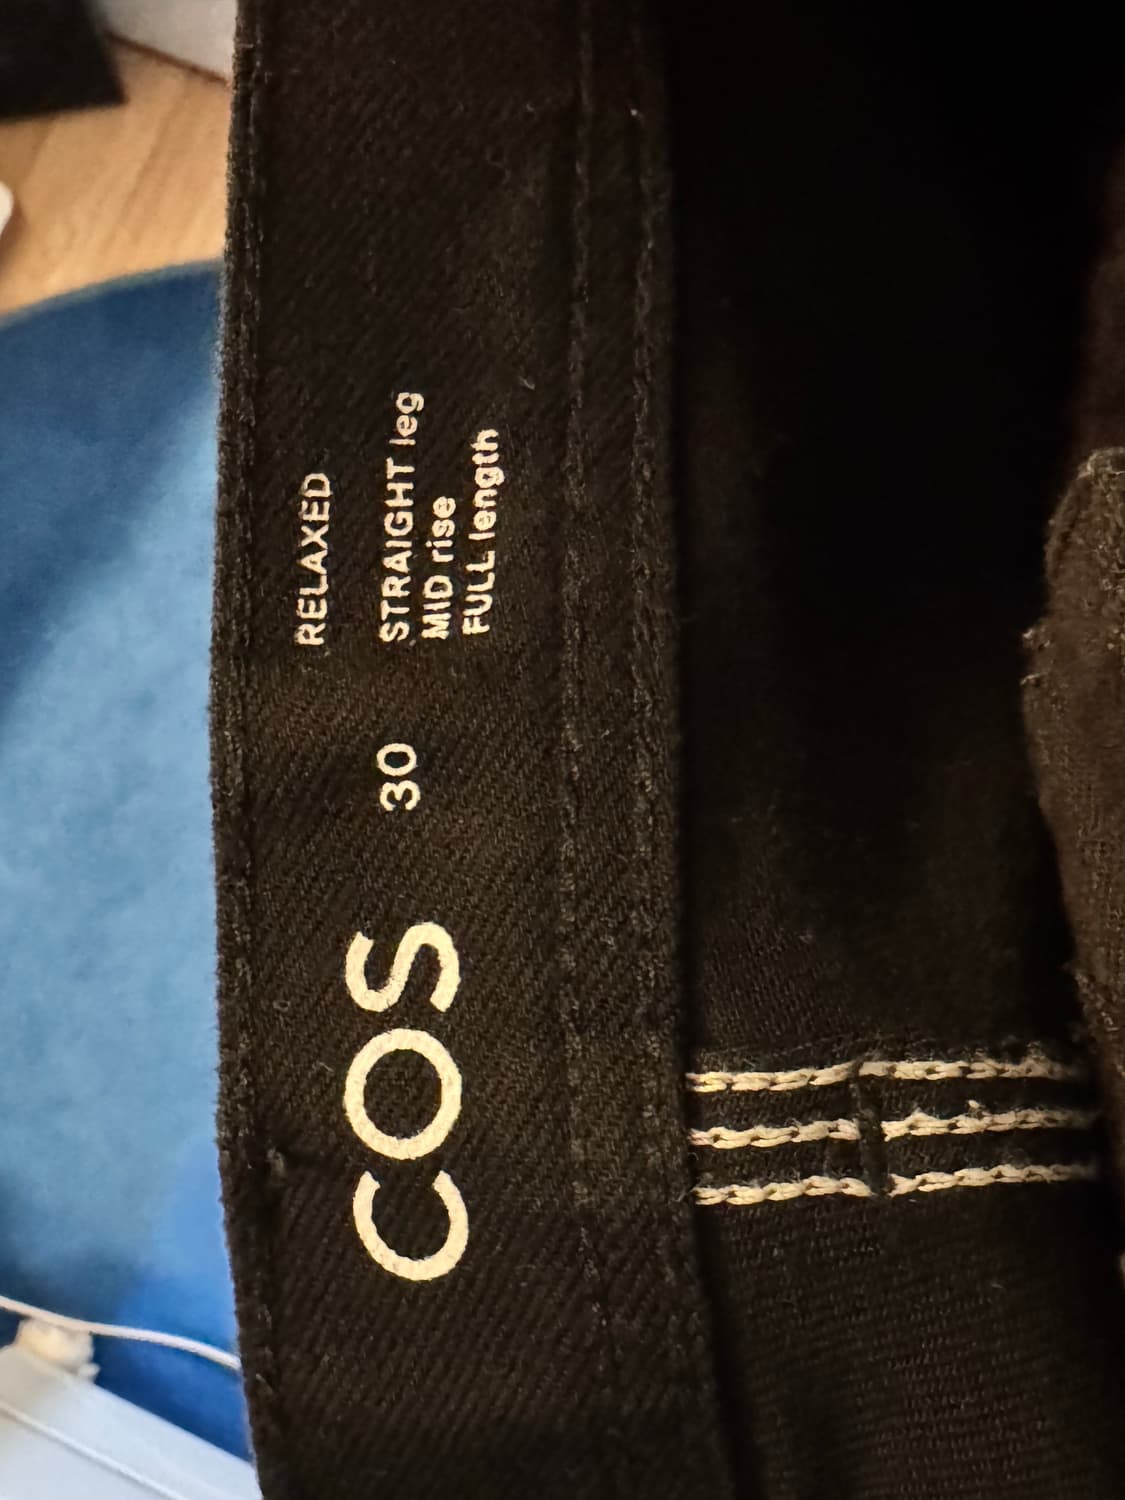 COS
30
RELAXED
STRAIGHT leg
MID rise
FULL length